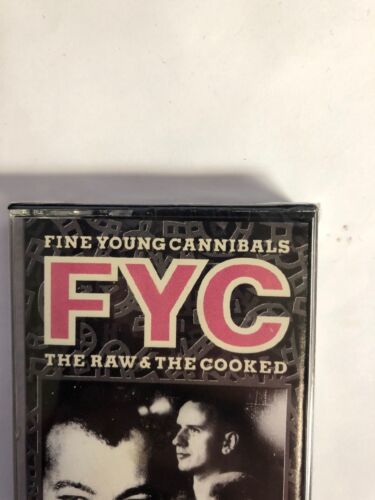 FINE YOUNG CANNIBALS
FYC
THE RAW & THE COOKED